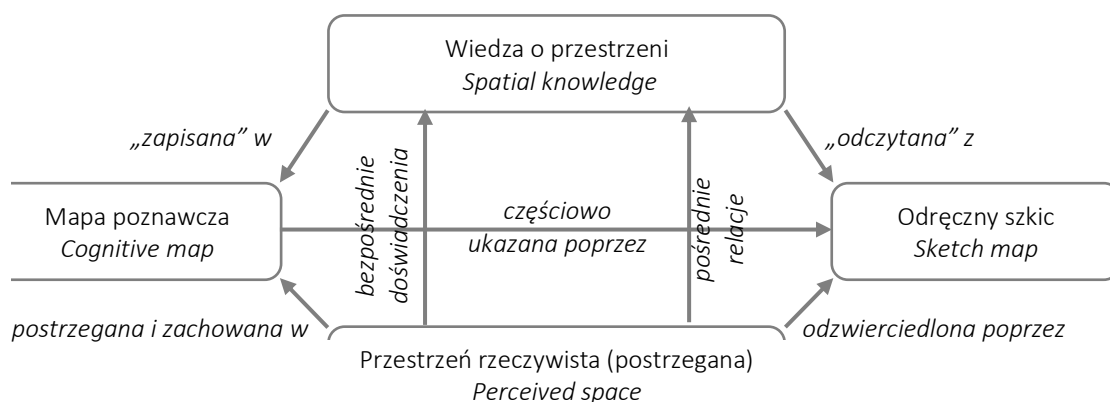 Wiedza o przestrzeni
Spatial knowledge
„zapisana” w
„odczytana” z
bezpośrednie
doświadczenia
pośrednie
relacje
Mapa poznawcza
Cognitive map
częściowo
ukazana poprzez
Odręczny szkic
Sketch map
postrzegana i zachowana w
odzwierciedlona poprzez
Przestrzeń rzeczywista (postrzegana)
Perceived space